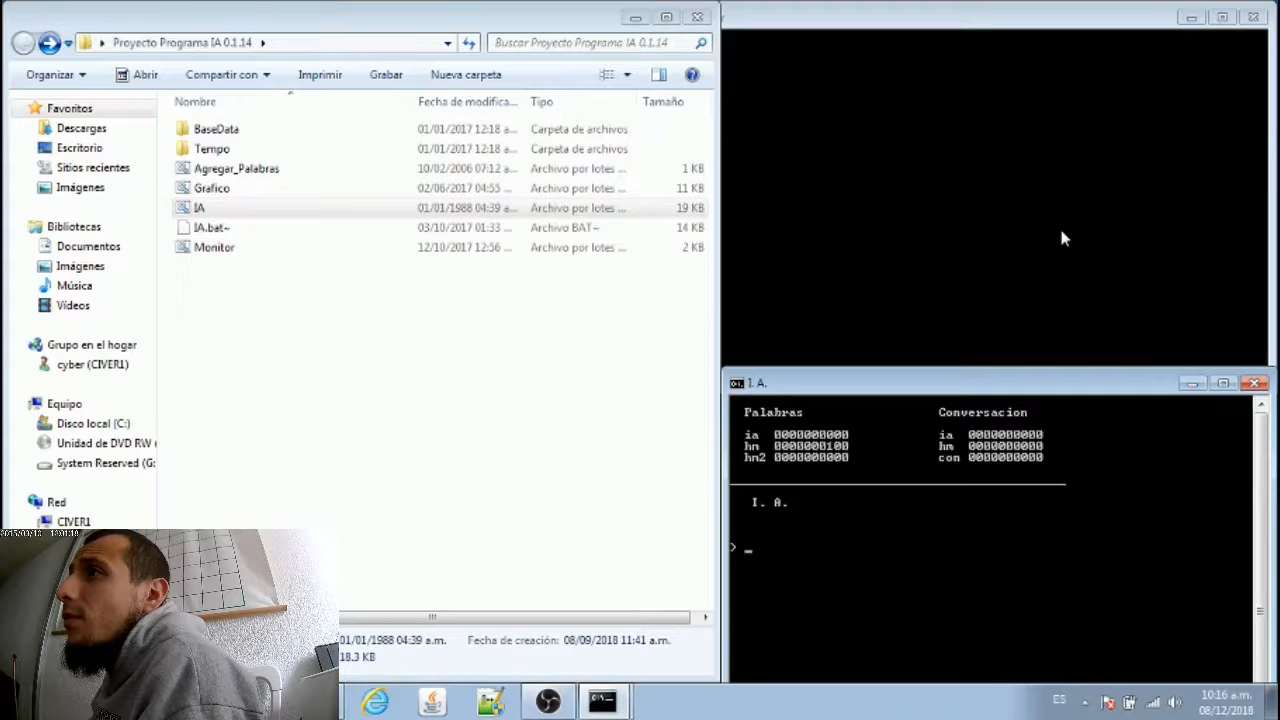 Proyecto Programa IA 0.1.14
Buscar Proyecto Programa IA 0.1.14
Organizar Abrir Compartir con Imprimir Grabar Nueva carpeta
Nombre Fecha de modifica... Tipo Tamaño
BaseData 01/01/2017 12:18 a... Carpeta de archivos
Tempo 01/01/2017 12:18 a... Carpeta de archivos
Agregar_Palabras 10/02/2006 07:12 a... Archivo por lotes ... 1 KB
Grafico 02/06/2017 04:55 ... Archivo por lotes ... 11 KB
IA 01/01/1988 04:39 a... Archivo por lotes ... 19 KB
IA.bat~ 03/10/2017 01:33 ... Archivo BAT~ 14 KB
Monitor 12/10/2017 12:56 ... Archivo por lotes ... 2 KB
Favoritos
Descargas
Escritorio
Sitios recientes
Imágenes
Bibliotecas
Documentos
Imágenes
Música
Vídeos
Grupo en el hogar
cyber (CIVER1)
Equipo
Disco local (C:)
Unidad de DVD RW (
System Reserved (G:
Red
CIVER1
01/01/1988 04:39 a.m. Fecha de creación: 08/09/2018 11:41 a.m.
18.3 KB
I. A.
Palabras Conversacion
ia 0000000000 ia 0000000000
hm 0000000100 hm 0000000000
hm2 0000000000 con 0000000000
I. A.
> _
ES
10:16 a.m.
08/12/2018